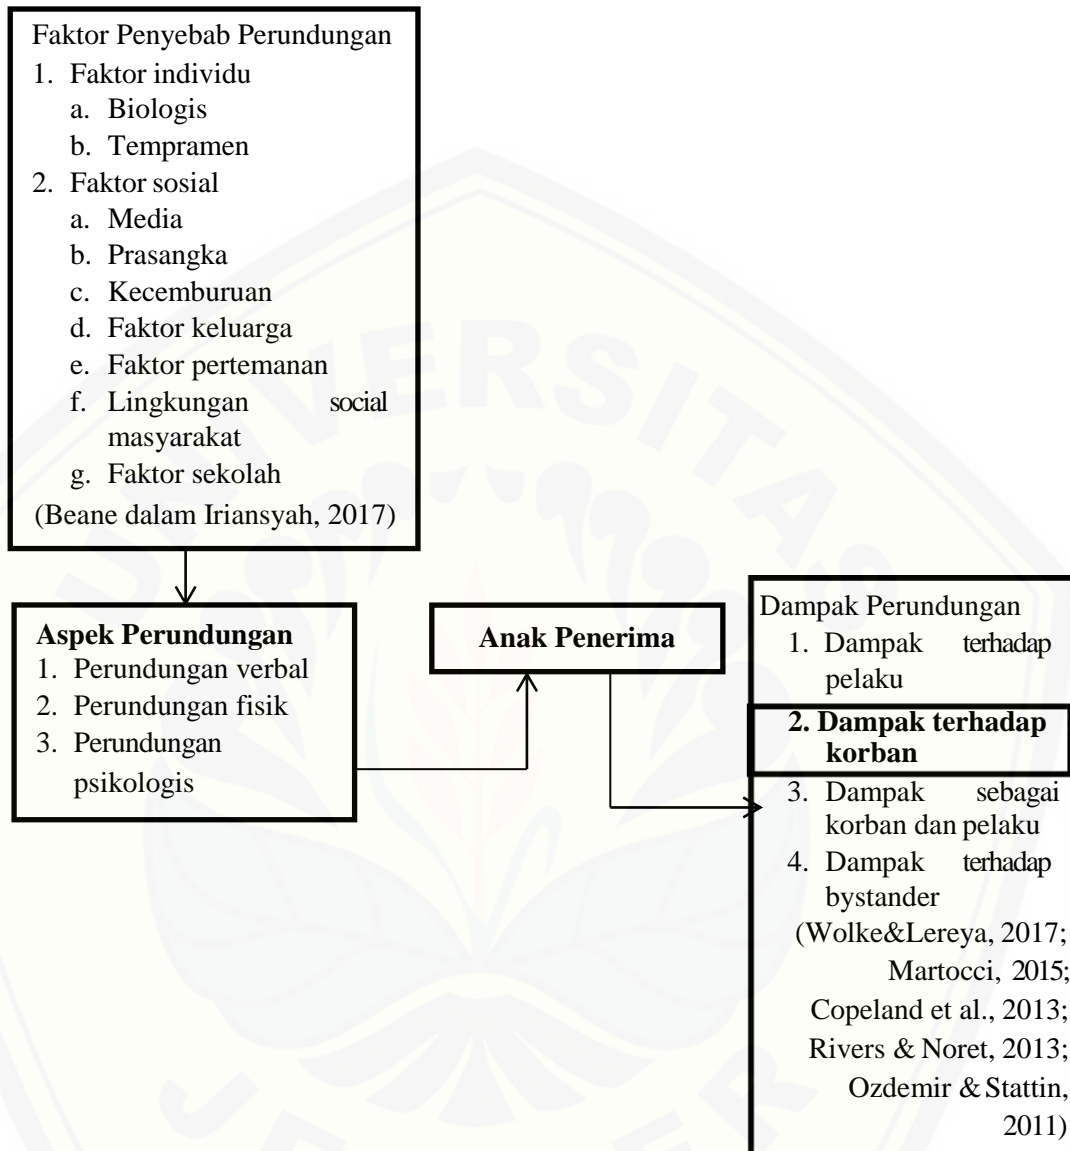 Faktor Penyebab Perundungan
1. Faktor individu
a. Biologis
b. Tempramen
2. Faktor sosial
a. Media
b. Prasangka
c. Kecemburuan
d. Faktor keluarga
e. Faktor pertemanan
f. Lingkungan social
masyarakat
g. Faktor sekolah
(Beane dalam Iriansyah, 2017)
Aspek Perundungan
1. Perundungan verbal
2. Perundungan fisik
3. Perundungan
psikologis
Anak Penerima
Dampak Perundungan
1. Dampak terhadap
pelaku
2. Dampak terhadap
korban
3. Dampak sebagai
korban dan pelaku
4. Dampak terhadap
bystander
(Wolke&Lereya, 2017;
Martocci, 2015;
Copeland et al., 2013;
Rivers & Noret, 2013;
Ozdemir & Stattin,
2011)
UNIVERSITAS
JEMBER